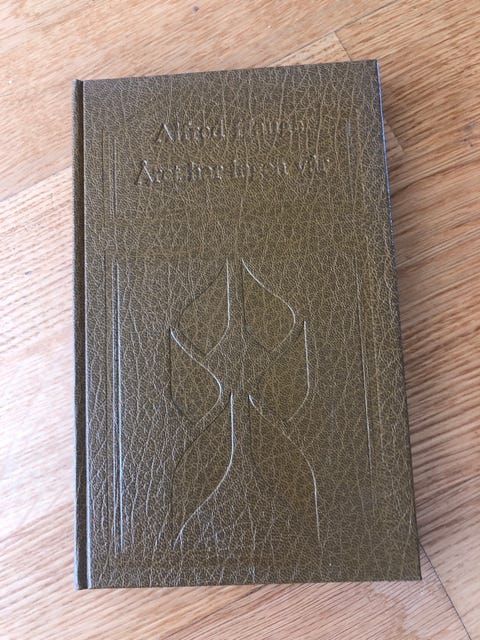 Alfred Hauge
Året har ingen vår